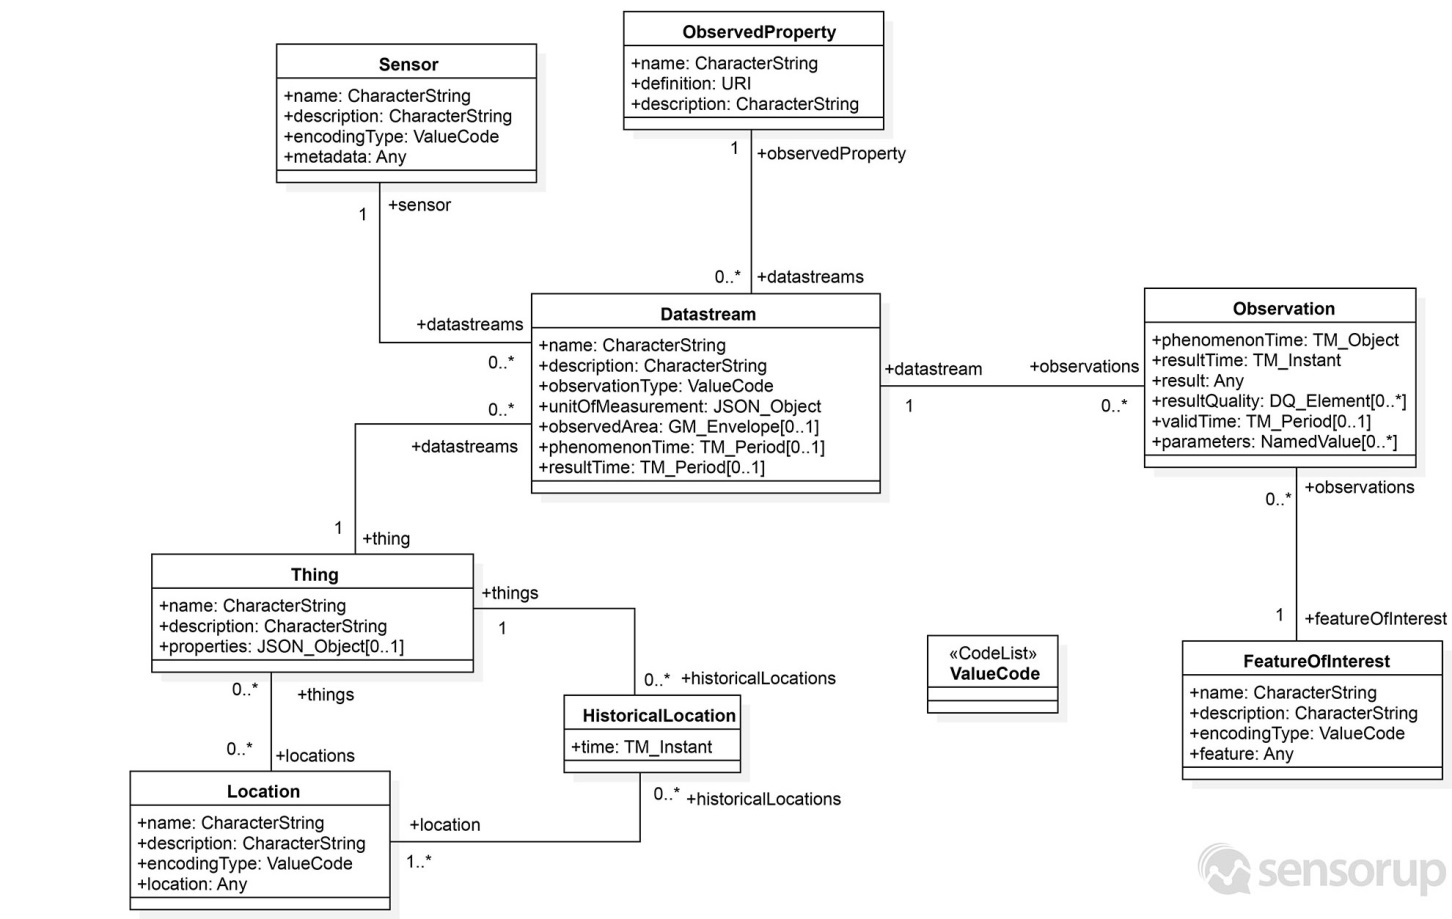 ObservedProperty
+name: CharacterString
+definition: URI
+description: CharacterString
1
+observedProperty
0..*
+datastreams
Sensor
+name: CharacterString
+description: CharacterString
+encodingType: ValueCode
+metadata: Any
1
+sensor
+datastreams
0..*
Datastream
+name: CharacterString
+description: CharacterString
+observationType: ValueCode
+unitOfMeasurement: JSON_Object
+observedArea: GM_Envelope[0..1]
+phenomenonTime: TM_Period[0..1]
+resultTime: TM_Period[0..1]
+datastream
1
+observations
0..*
Observation
+phenomenonTime: TM_Object
+resultTime: TM_Instant
+result: Any
+resultQuality: DQ_Element[0..*]
+validTime: TM_Period[0..1]
+parameters: NamedValue[0..*]
0..*
+observations
1
+featureOfInterest
FeatureOfInterest
+name: CharacterString
+description: CharacterString
+encodingType: ValueCode
+feature: Any
0..*
+datastreams
1
+thing
Thing
+name: CharacterString
+description: CharacterString
+properties: JSON_Object[0..1]
+things
1
0..*
+historicalLocations
HistoricalLocation
+time: TM_Instant
0..*
+historicalLocations
0..*
+things
0..*
+locations
Location
+name: CharacterString
+description: CharacterString
+encodingType: ValueCode
+location: Any
+location
1..*
«CodeList»
ValueCode
sensorup